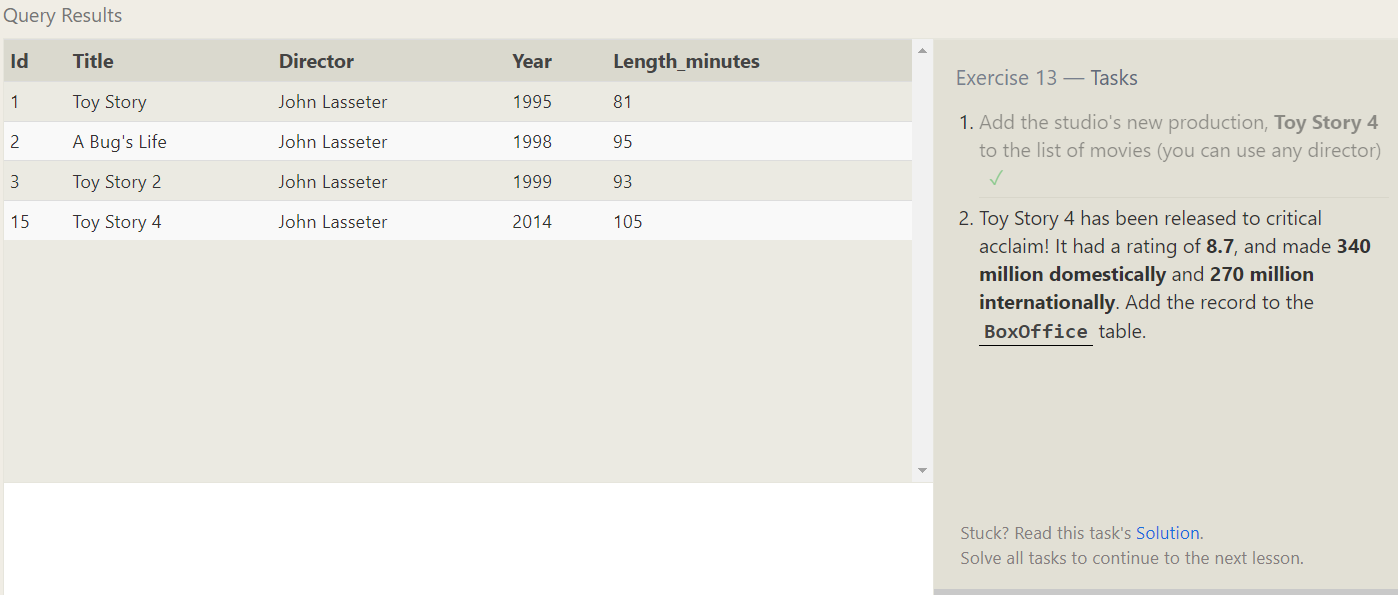 Query Results
Id Title Director Year Length_minutes
1 Toy Story John Lasseter 1995 81
2 A Bug's Life John Lasseter 1998 95
3 Toy Story 2 John Lasseter 1999 93
15 Toy Story 4 John Lasseter 2014 105
Exercise 13 — Tasks
1. Add the studio's new production, Toy Story 4
to the list of movies (you can use any director)
✓
2. Toy Story 4 has been released to critical
acclaim! It had a rating of 8.7, and made 340
million domestically and 270 million
internationally. Add the record to the
BoxOffice table.
Stuck? Read this task's Solution.
Solve all tasks to continue to the next lesson.